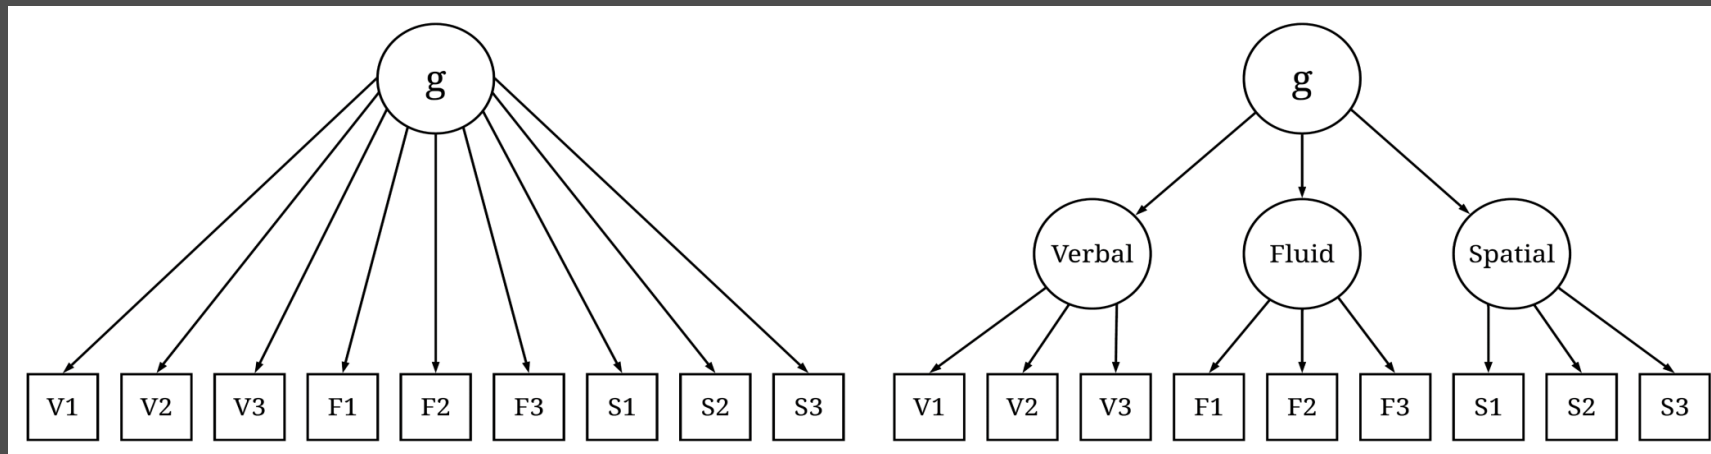 g
g
Verbal Fluid Spatial
V1 V2 V3 F1 F2 F3 S1 S2 S3
V1 V2 V3 F1 F2 F3 S1 S2 S3